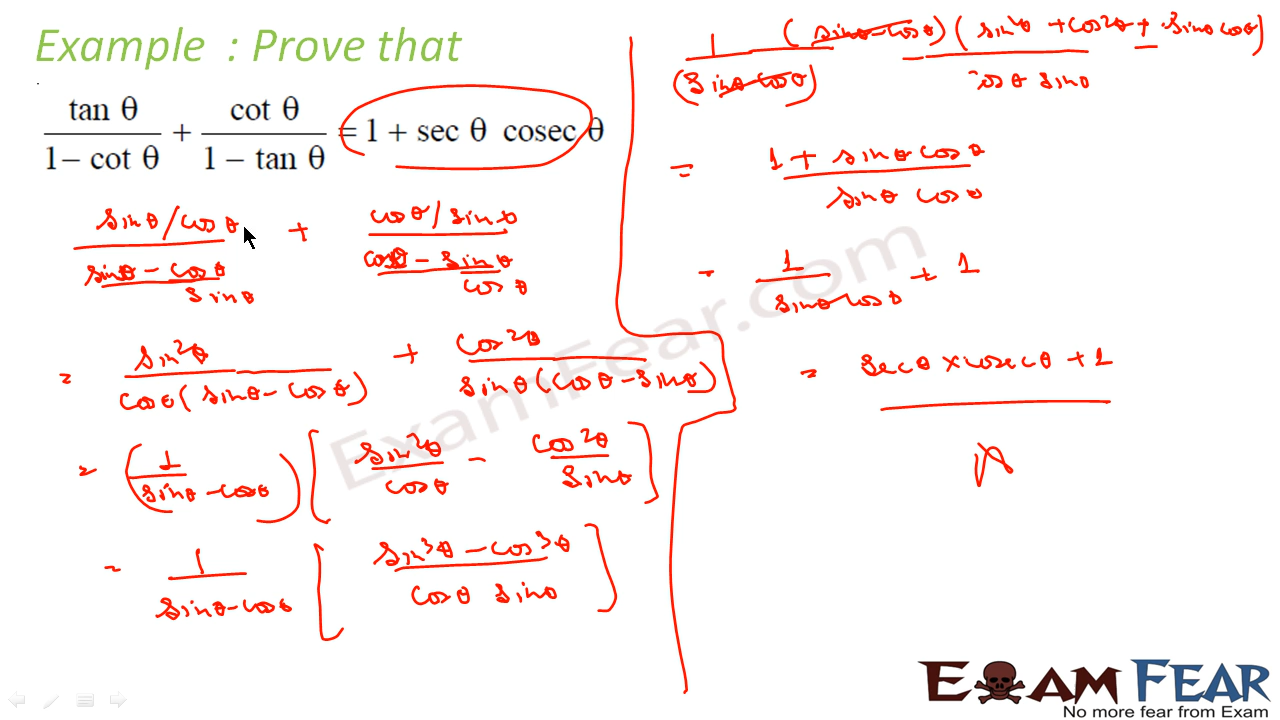 Example : Prove that
tan θ / (1 − cot θ) + cot θ / (1 − tan θ) = 1 + sec θ cosec θ
(sinθ/cosθ) / ((sinθ − cosθ)/sinθ) + (cosθ/sinθ) / ((cosθ − sinθ)/cosθ)
= sin²θ / (cosθ(sinθ − cosθ)) + cos²θ / (sinθ(cosθ − sinθ))
= (1 / (sinθ − cosθ)) [sin²θ / cosθ − cos²θ / sinθ]
= 1 / (sinθ − cosθ) [(sin³θ − cos³θ) / (cosθ sinθ)]
1 / (sinθ − cosθ) (sinθ − cosθ)(sin²θ + cos²θ + sinθ cosθ) / (cosθ sinθ)
= (1 + sinθ cosθ) / (sinθ cosθ)
= 1 / (sinθ cosθ) + 1
= secθ × cosecθ + 1
ExamFear.com
EXAM FEAR
No more fear from Exam